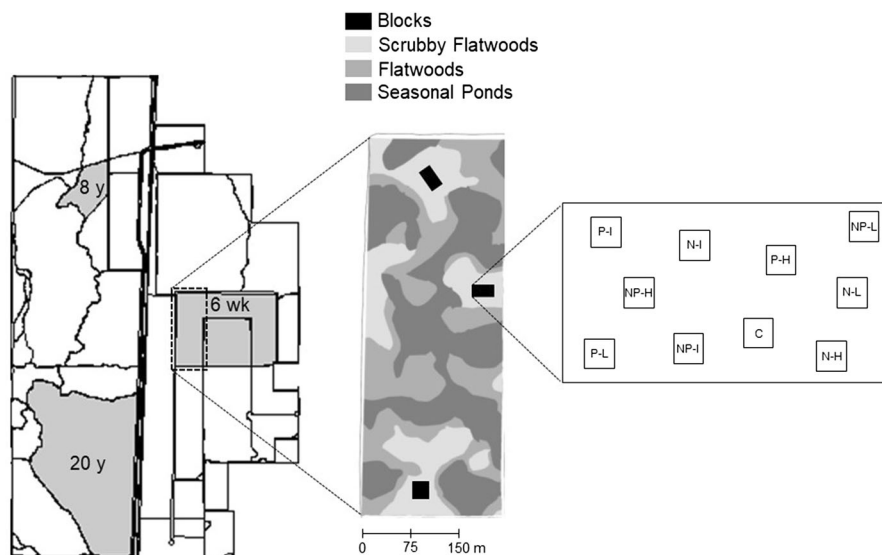 Blocks
Scrubby Flatwoods
Flatwoods
Seasonal Ponds
8 y
6 wk
20 y
0 75 150 m
P-I
N-I
P-H
NP-L
NP-H
N-L
P-L
NP-I
C
N-H